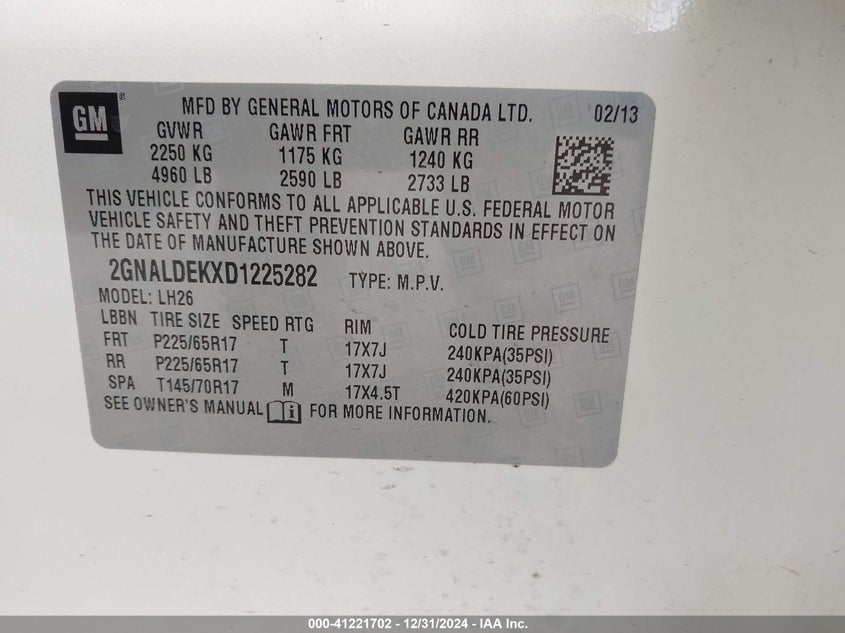 GM
MFD BY GENERAL MOTORS OF CANADA LTD. 02/13
GVWR GAWR FRT GAWR RR
2250 KG 1175 KG 1240 KG
4960 LB 2590 LB 2733 LB
THIS VEHICLE CONFORMS TO ALL APPLICABLE U.S. FEDERAL MOTOR
VEHICLE SAFETY AND THEFT PREVENTION STANDARDS IN EFFECT ON
THE DATE OF MANUFACTURE SHOWN ABOVE.
2GNALDEKXD1225282 TYPE: M.P.V.
MODEL: LH26
LBBN TIRE SIZE SPEED RTG RIM COLD TIRE PRESSURE
FRT P225/65R17 T 17X7J 240KPA(35PSI)
RR P225/65R17 T 17X7J 240KPA(35PSI)
SPA T145/70R17 M 17X4.5T 420KPA(60PSI)
SEE OWNER'S MANUAL FOR MORE INFORMATION.
000-41221702 - 12/31/2024 - IAA Inc.